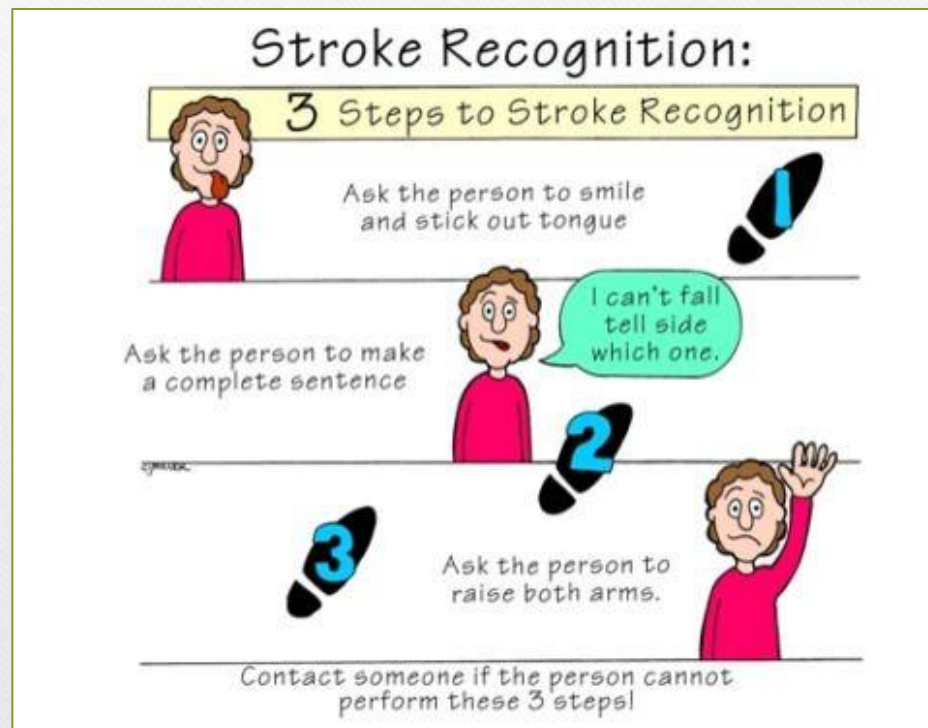 Stroke Recognition:
3 Steps to Stroke Recognition
Ask the person to smile
and stick out tongue
1
I can't fall
tell side
which one.
Ask the person to make
a complete sentence
2
3
Ask the person to
raise both arms.
Contact someone if the person cannot
perform these 3 steps!